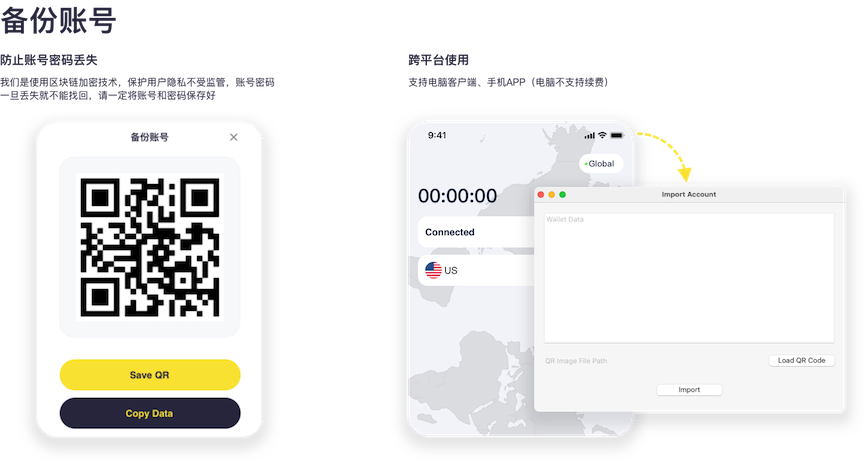 备份账号
防止账号密码丢失
我们是使用区块链加密技术，保护用户隐私不受监管，账号密码
一旦丢失就不能找回，请一定将账号和密码保存好
备份账号
Save QR
Copy Data
跨平台使用
支持电脑客户端、手机APP（电脑不支持续费）
9:41
Global
00:00:00
Connected
US
Import Account
Wallet Data
QR Image File Path
Load QR Code
Import